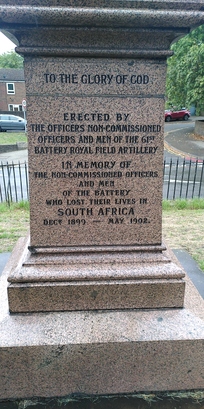 TO THE GLORY OF GOD
ERECTED BY
THE OFFICERS NON-COMMISSIONED
OFFICERS AND MEN OF THE 61ST
BATTERY ROYAL FIELD ARTILLERY
IN MEMORY OF
THE NON-COMMISSIONED OFFICERS
AND MEN
OF THE BATTERY
WHO LOST THEIR LIVES IN
SOUTH AFRICA
DECR 1899 — MAY 1902.